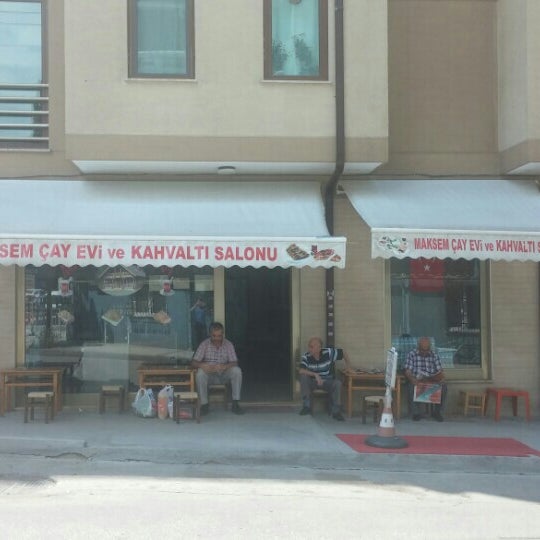 SEM ÇAY EVi ve KAHVALTI SALONU
MAKSEM ÇAY EVi ve KAHVALTI S